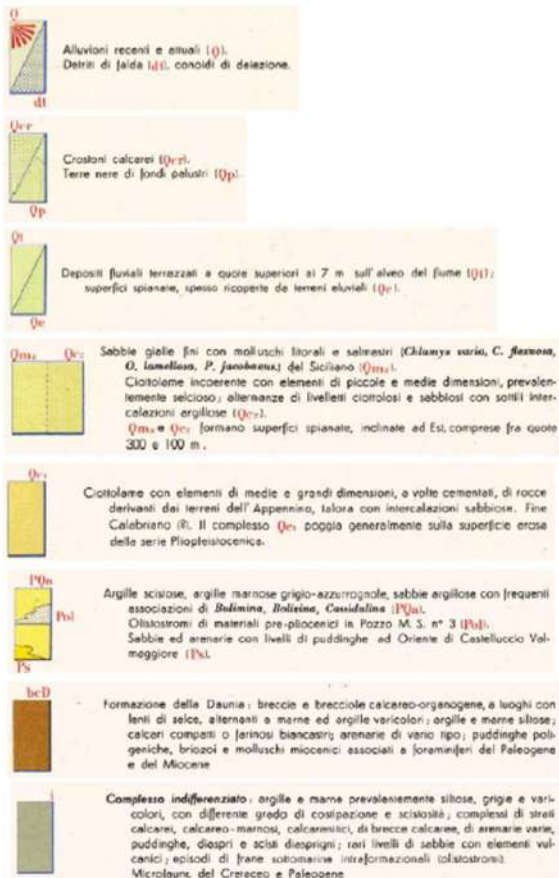 Q
Alluvioni recenti e attuali (Q).
Detriti di falda (dt), conoidi di deiezione.
dt
Qcr
Crostoni calcarei (Qcr).
Terre nere di fondi palustri (Qp)
Qp
Qt
Depositi fluviali terrazzati a quote superiori ai 7 m sull'alveo del fiume (Qt);
superfici spianate, spesso ricoperte da terreni eluviali (Qe).
Qe
Qm₂ Qc₂
Sabbie gialle fini con molluschi litorali e salmastri (Chlamys varia, C. flexuosa,
O. lamellosa, P. jacobaeus) del Siciliano (Qm₂).
Ciottolame incoerente con elementi di piccole e medie dimensioni, prevalen-
temente selcioso; alternanze di livelletti ciottolosi e sabbiosi con sottili inter-
calazioni argillose (Qc₂).
Qm₂ e Qc₂ formano superfici spianate, inclinate ad Est, comprese fra quote
300 e 100 m.
Qc₁
Ciottolame con elementi di medie e grandi dimensioni, a volte cementati, di rocce
derivanti dai terreni dell'Appennino, talora con intercalazioni sabbiose. Fine
Calabriano (?). Il complesso Qc₁ poggia generalmente sulla superficie erosa
della serie Pliopleistocenica.
PQa
Argille scistose, argille marnose grigio-azzurrognole, sabbie argillose con frequenti
associazioni di Bulimina, Bolivina, Cassidulina (PQa).
Pol
Olistostromi di materiali pre-pliocenici in Pozzo M. S. n° 3 (Pol).
Sabbie ed arenarie con livelli di puddinghe ad Oriente di Castelluccio Val-
maggiore (Ps).
Ps
bcD
Formazione della Daunia: breccie e brecciole calcareo-organogene, a luoghi con
lenti di selce, alternanti a marne ed argille varicolori; argille e marne siltose;
calcari compatti o farinosi biancastri; arenarie di vario tipo; puddinghe poli-
geniche, briozoi e molluschi miocenici associati a foraminiferi del Paleogene
e del Miocene
Complesso indifferenziato: argille e marne prevalentemente siltose, grigie e vari-
colori, con differente grado di costipazione e scistosità; complessi di strati
calcarei, calcareo-marnosi, calcarenitici, di brecce calcaree, di arenarie varie,
puddinghe, diaspri e scisti diasprigni; rari livelli di sabbie con elementi vul-
canici; episodi di frane sottomarine intraformazionali (olistostromi).
Microfauna del Cretaceo e Paleogene